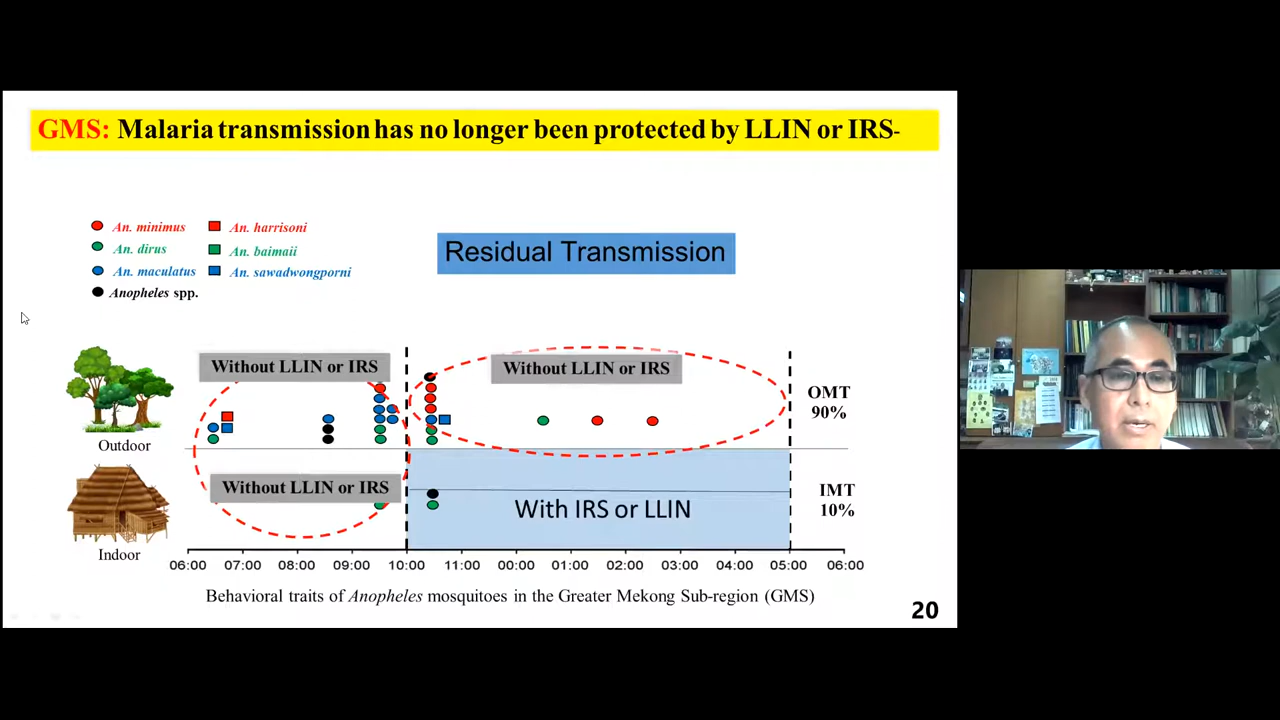 GMS: Malaria transmission has no longer been protected by LLIN or IRS-
An. minimus
An. harrisoni
An. dirus
An. baimaii
An. maculatus
An. sawadwongporni
Anopheles spp.
Residual Transmission
Without LLIN or IRS
Without LLIN or IRS
OMT
90%
Outdoor
Without LLIN or IRS
With IRS or LLIN
IMT
10%
Indoor
06:00 07:00 08:00 09:00 10:00 11:00 00:00 01:00 02:00 03:00 04:00 05:00 06:00
Behavioral traits of Anopheles mosquitoes in the Greater Mekong Sub-region (GMS)
20